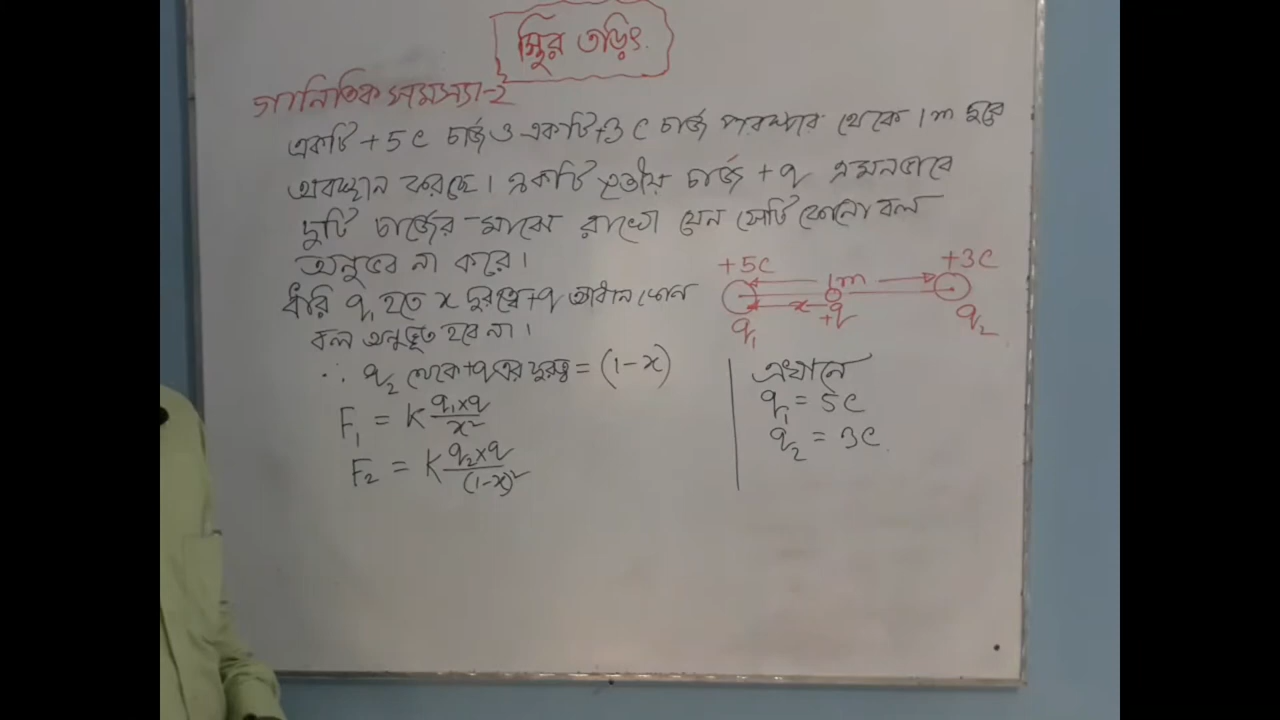 স্থির তড়িৎ
গানিতিক সমস্যা-2
একটি +5C চার্জ ও একটি +3C চার্জ পরস্পর থেকে 1m দূরে
অবস্থান করছে। একটি তৃতীয় চার্জ +q এমনভাবে
দুটি চার্জের মাঝে রাখো যেন সেটি কোনো বল
অনুভব না করে।
+5C
+3C
1m
x
+q
q₁
q₂
ধরি q₁ হতে x দূরত্বে +q আধান কোন
বল অনুভূত হবে না।
∴ q₂ থেকে +q এর দূরত্ব = (1-x)
F₁ = K q₁×q / x²
F₂ = K q₂×q / (1-x)²
এখানে
q₁ = 5C
q₂ = 3C